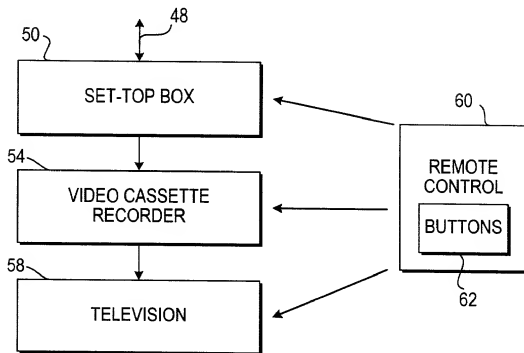 48
50
SET-TOP BOX
60
54
VIDEO CASSETTE
RECORDER
REMOTE
CONTROL
BUTTONS
62
58
TELEVISION